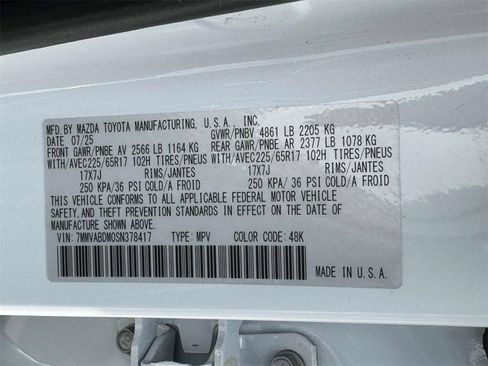 MFD. BY MAZDA TOYOTA MANUFACTURING, U.S.A., INC.
DATE 07/25 GVWR/PNBV 4861 LB 2205 KG
FRONT GAWR/PNBE AV 2566 LB 1164 KG REAR GAWR/PNBE AR 2377 LB 1078 KG
WITH/AVEC225/65R17 102H TIRES/PNEUS WITH/AVEC225/65R17 102H TIRES/PNEUS
17X7J RIMS/JANTES 17X7J RIMS/JANTES
250 KPA/ 36 PSI COLD/A FROID 250 KPA/ 36 PSI COLD/A FROID
THIS VEHICLE CONFORMS TO ALL APPLICABLE FEDERAL MOTOR VEHICLE
SAFETY, AND THEFT PREVENTION STANDARDS IN EFFECT ON THE DATE OF
MANUFACTURE SHOWN ABOVE.
VIN: 7MMVABDM0SN378417 TYPE: MPV COLOR CODE: 48K
MADE IN U.S.A.